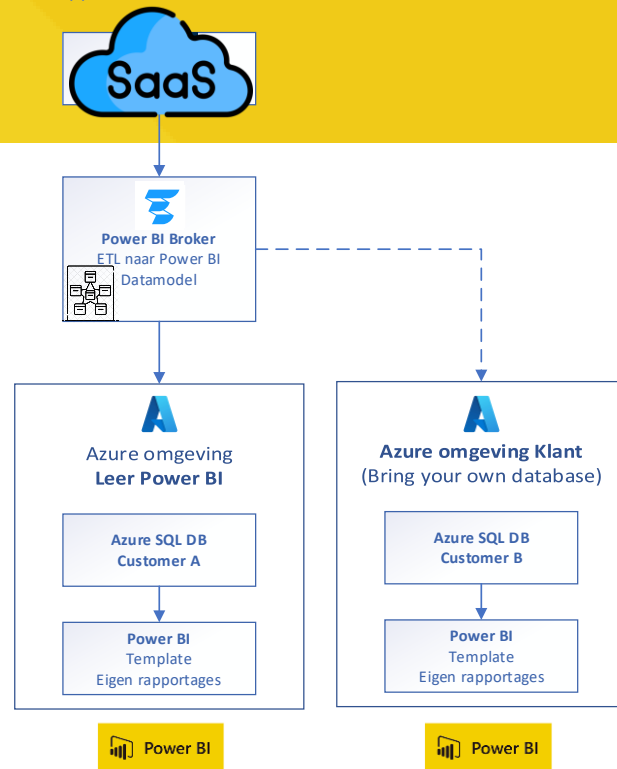 SaaS
Power BI Broker
ETL naar Power BI
Datamodel
Azure omgeving
Leer Power BI
Azure SQL DB
Customer A
Power BI
Template
Eigen rapportages
Power BI
Azure omgeving Klant
(Bring your own database)
Azure SQL DB
Customer B
Power BI
Template
Eigen rapportages
Power BI